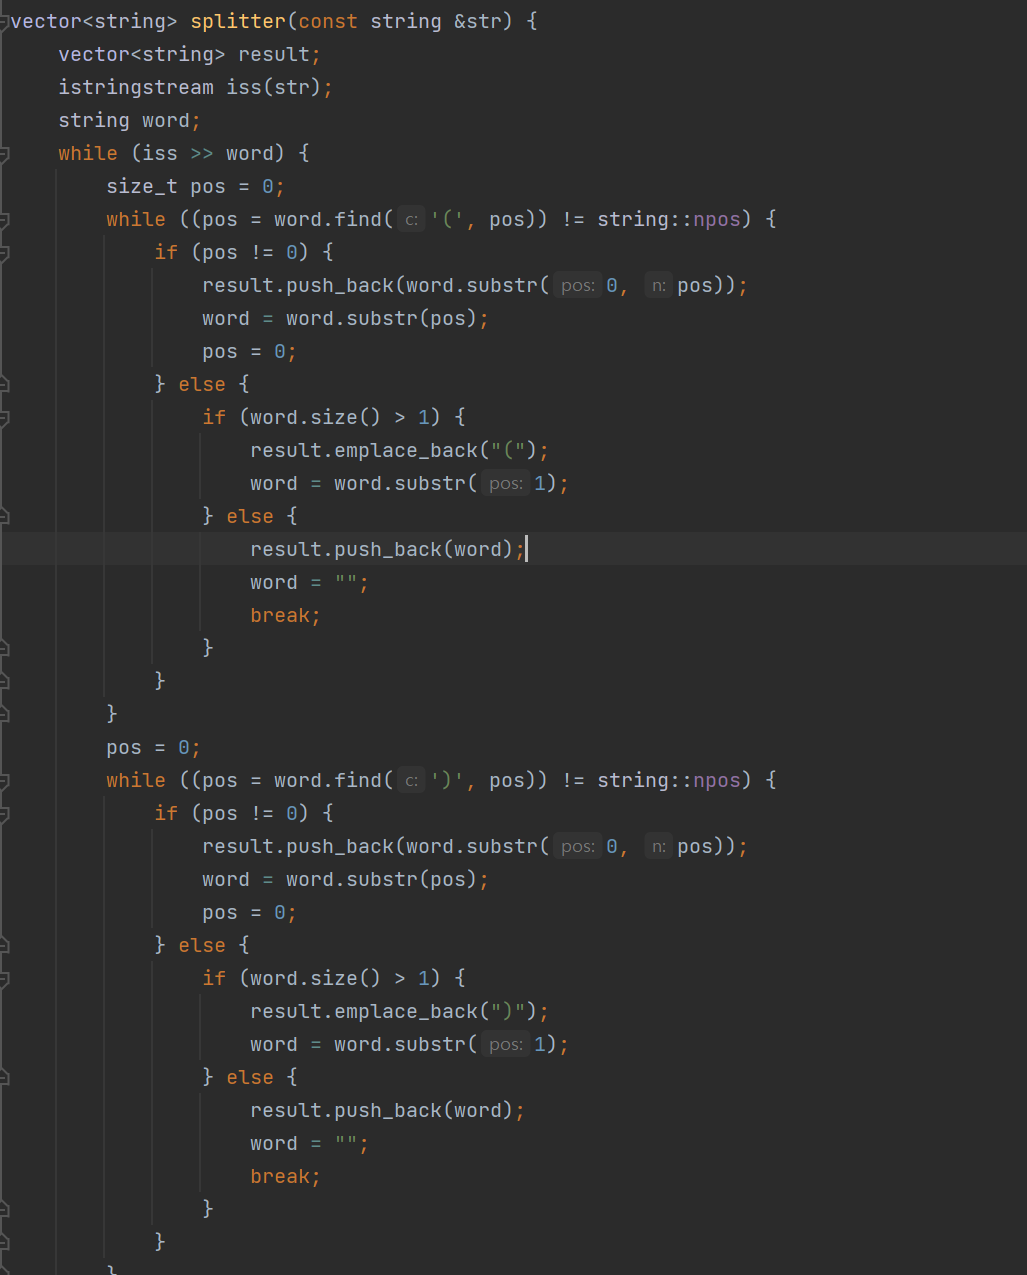 vector<string> splitter(const string &str) {
    vector<string> result;
    istringstream iss(str);
    string word;
    while (iss >> word) {
        size_t pos = 0;
        while ((pos = word.find( c: '(', pos)) != string::npos) {
            if (pos != 0) {
                result.push_back(word.substr( pos: 0, n: pos));
                word = word.substr(pos);
                pos = 0;
            } else {
                if (word.size() > 1) {
                    result.emplace_back("(");
                    word = word.substr( pos: 1);
                } else {
                    result.push_back(word);
                    word = "";
                    break;
                }
            }
        }
        pos = 0;
        while ((pos = word.find( c: ')', pos)) != string::npos) {
            if (pos != 0) {
                result.push_back(word.substr( pos: 0, n: pos));
                word = word.substr(pos);
                pos = 0;
            } else {
                if (word.size() > 1) {
                    result.emplace_back(")");
                    word = word.substr( pos: 1);
                } else {
                    result.push_back(word);
                    word = "";
                    break;
                }
            }
        }